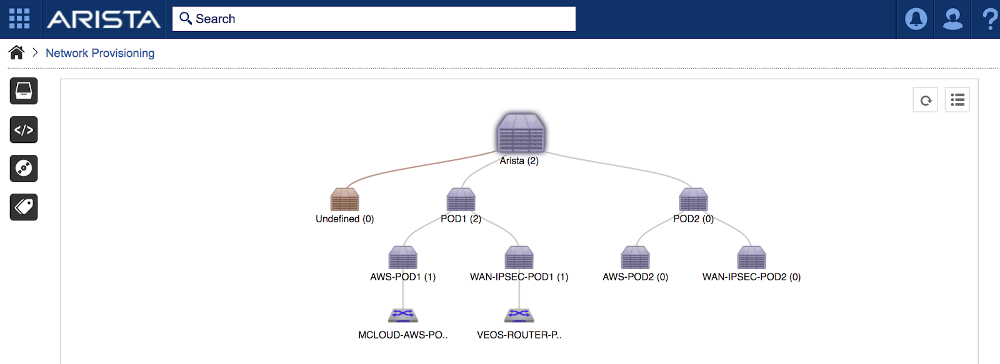 ARISTA
Search
?
> Network Provisioning
</>
Arista (2)
Undefined (0)
POD1 (2)
POD2 (0)
AWS-POD1 (1)
WAN-IPSEC-POD1 (1)
AWS-POD2 (0)
WAN-IPSEC-POD2 (0)
MCLOUD-AWS-PO..
VEOS-ROUTER-P..